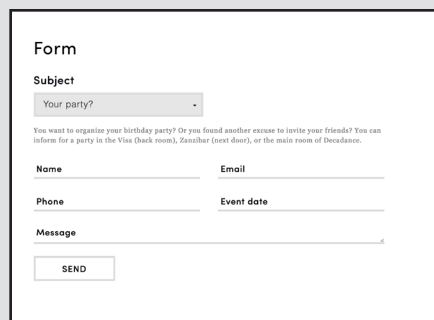 Form
Subject
Your party?
You want to organize your birthday party? Or you found another excuse to invite your friends? You can
inform for a party in the Visa (back room), Zanzibar (next door), or the main room of Decadance.
Name Email
Phone Event date
Message
SEND